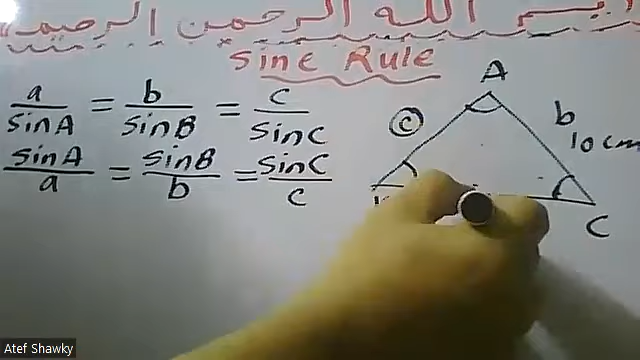 بسم الله الرحمن الرحيم
Sine Rule
a/sinA = b/sinB = c/sinC
sinA/a = sinB/b = sinC/c
A
c
b
10 cm
C
Atef Shawky